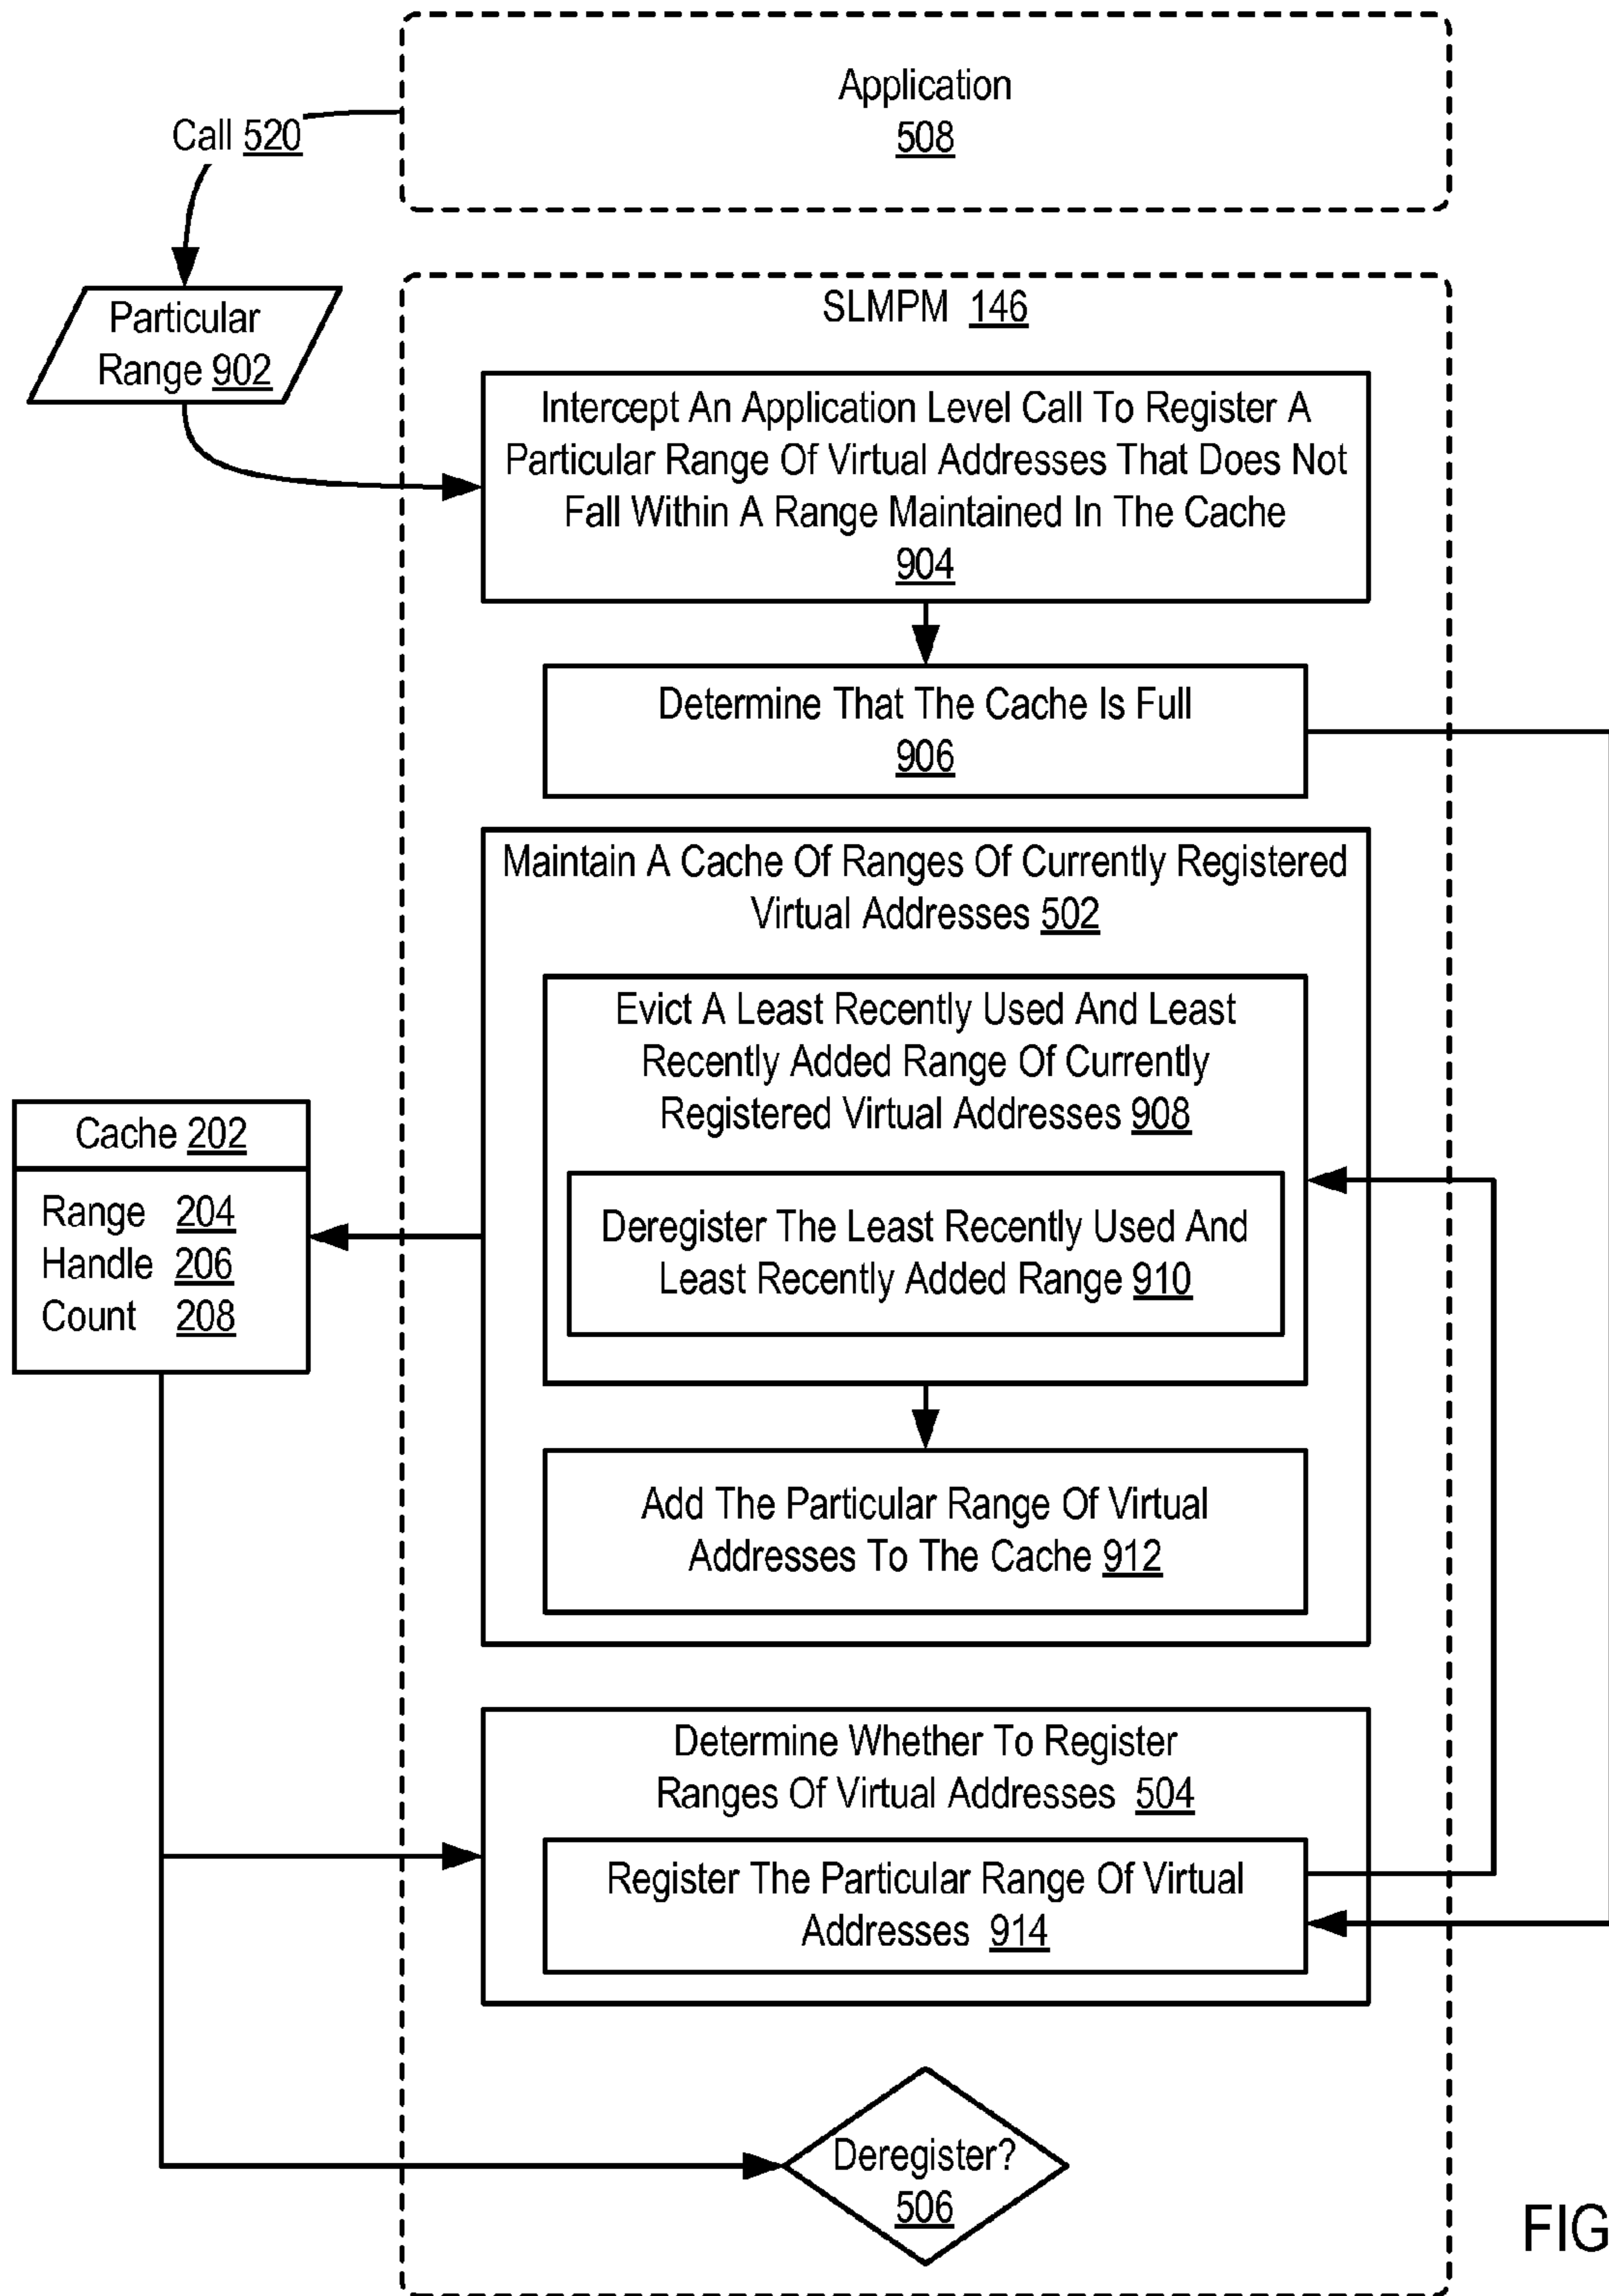 Application
508
Call 520
Particular
Range 902
SLMPM 146
Intercept An Application Level Call To Register A
Particular Range Of Virtual Addresses That Does Not
Fall Within A Range Maintained In The Cache
904
Determine That The Cache Is Full
906
Maintain A Cache Of Ranges Of Currently Registered
Virtual Addresses 502
Evict A Least Recently Used And Least
Recently Added Range Of Currently
Registered Virtual Addresses 908
Deregister The Least Recently Used And
Least Recently Added Range 910
Cache 202
Range 204
Handle 206
Count 208
Add The Particular Range Of Virtual
Addresses To The Cache 912
Determine Whether To Register
Ranges Of Virtual Addresses 504
Register The Particular Range Of Virtual
Addresses 914
Deregister?
506
FIG